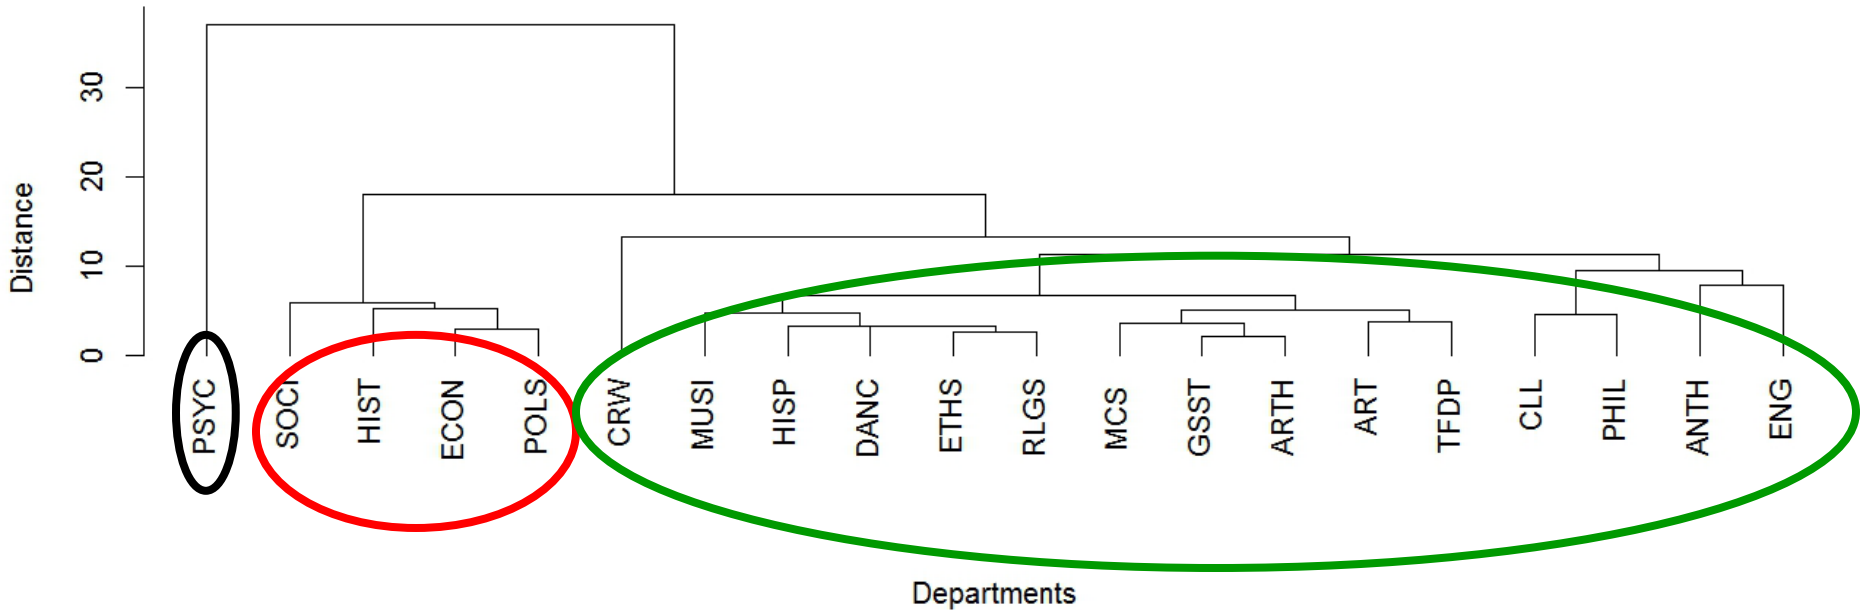 Distance
30
20
10
0
PSYC
SOCI
HIST
ECON
POLS
CRW
MUSI
HISP
DANC
ETHS
RLGS
MCS
GSST
ARTH
ART
TFDP
CLL
PHIL
ANTH
ENG
Departments